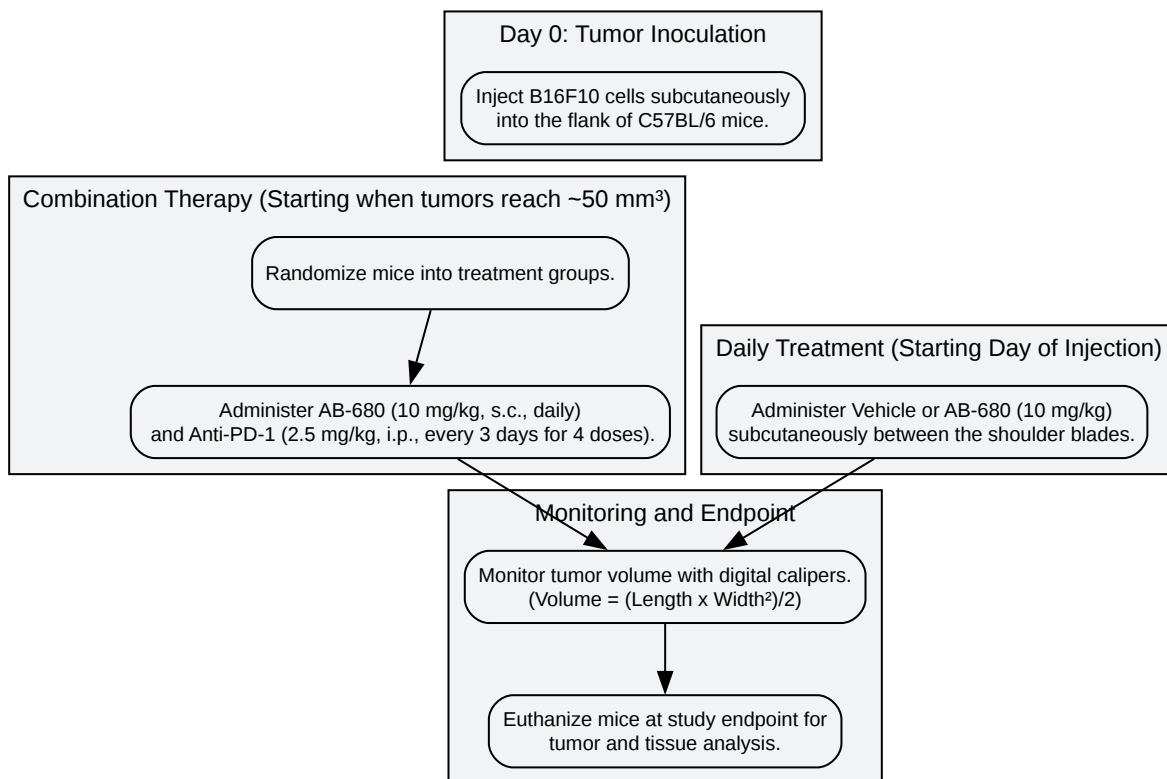 Day 0: Tumor Inoculation
Inject B16F10 cells subcutaneously
into the flank of C57BL/6 mice.
Combination Therapy (Starting when tumors reach ~50 mm³)
Randomize mice into treatment groups.
Administer AB-680 (10 mg/kg, s.c., daily)
and Anti-PD-1 (2.5 mg/kg, i.p., every 3 days for 4 doses).
Daily Treatment (Starting Day of Injection)
Administer Vehicle or AB-680 (10 mg/kg)
subcutaneously between the shoulder blades.
Monitoring and Endpoint
Monitor tumor volume with digital calipers.
(Volume = (Length x Width²)/2)
Euthanize mice at study endpoint for
tumor and tissue analysis.